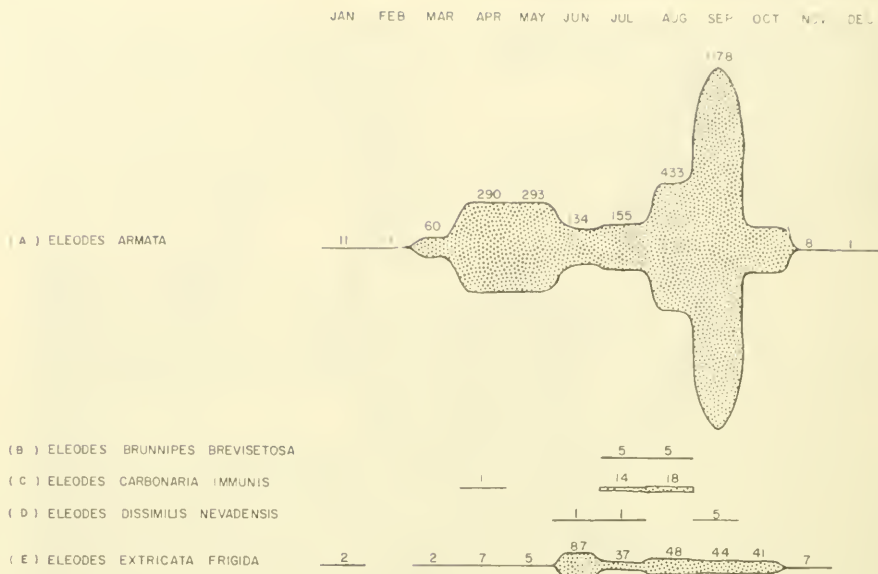 JAN FEB MAR APR MAY JUN JUL AUG SEP OCT
1178
433
290 293
60 134 155
(A) ELEODES ARMATA 11 8 1
(B) ELEODES BRUNNIPES BREVISETOSA 5 5
(C) ELEODES CARBONARIA IMMUNIS 1 14 18
(D) ELEODES DISSIMILIS NEVADENSIS 1 1 5
(E) ELEODES EXTRICATA FRIGIDA 2 2 7 5 87 37 48 44 41 7